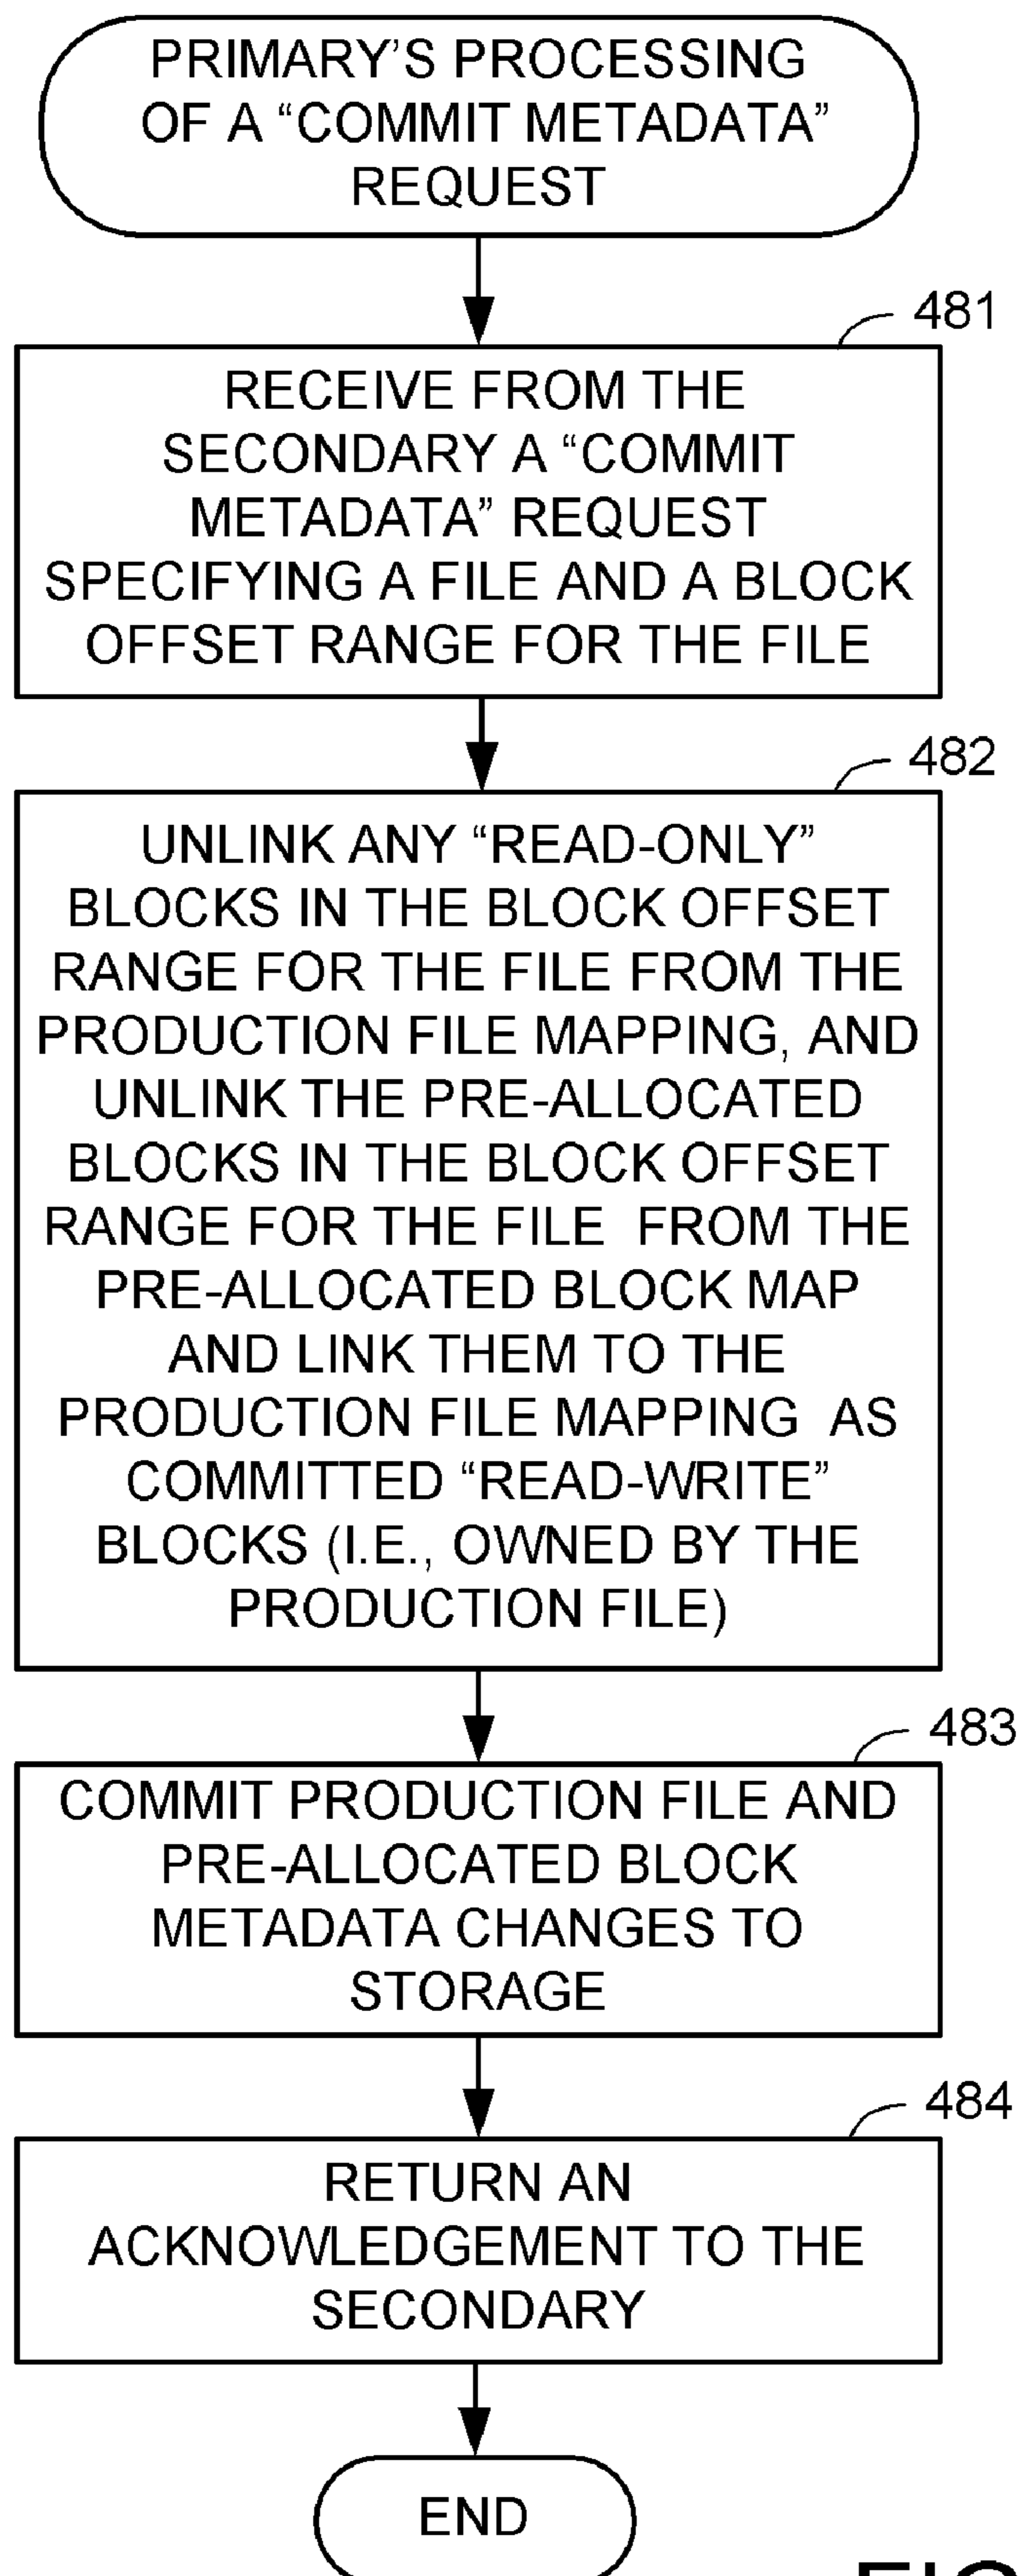 PRIMARY’S PROCESSING
OF A “COMMIT METADATA”
REQUEST
481
RECEIVE FROM THE
SECONDARY A “COMMIT
METADATA” REQUEST
SPECIFYING A FILE AND A BLOCK
OFFSET RANGE FOR THE FILE
482
UNLINK ANY “READ-ONLY”
BLOCKS IN THE BLOCK OFFSET
RANGE FOR THE FILE FROM THE
PRODUCTION FILE MAPPING, AND
UNLINK THE PRE-ALLOCATED
BLOCKS IN THE BLOCK OFFSET
RANGE FOR THE FILE FROM THE
PRE-ALLOCATED BLOCK MAP
AND LINK THEM TO THE
PRODUCTION FILE MAPPING AS
COMMITTED “READ-WRITE”
BLOCKS (I.E., OWNED BY THE
PRODUCTION FILE)
483
COMMIT PRODUCTION FILE AND
PRE-ALLOCATED BLOCK
METADATA CHANGES TO
STORAGE
484
RETURN AN
ACKNOWLEDGEMENT TO THE
SECONDARY
END